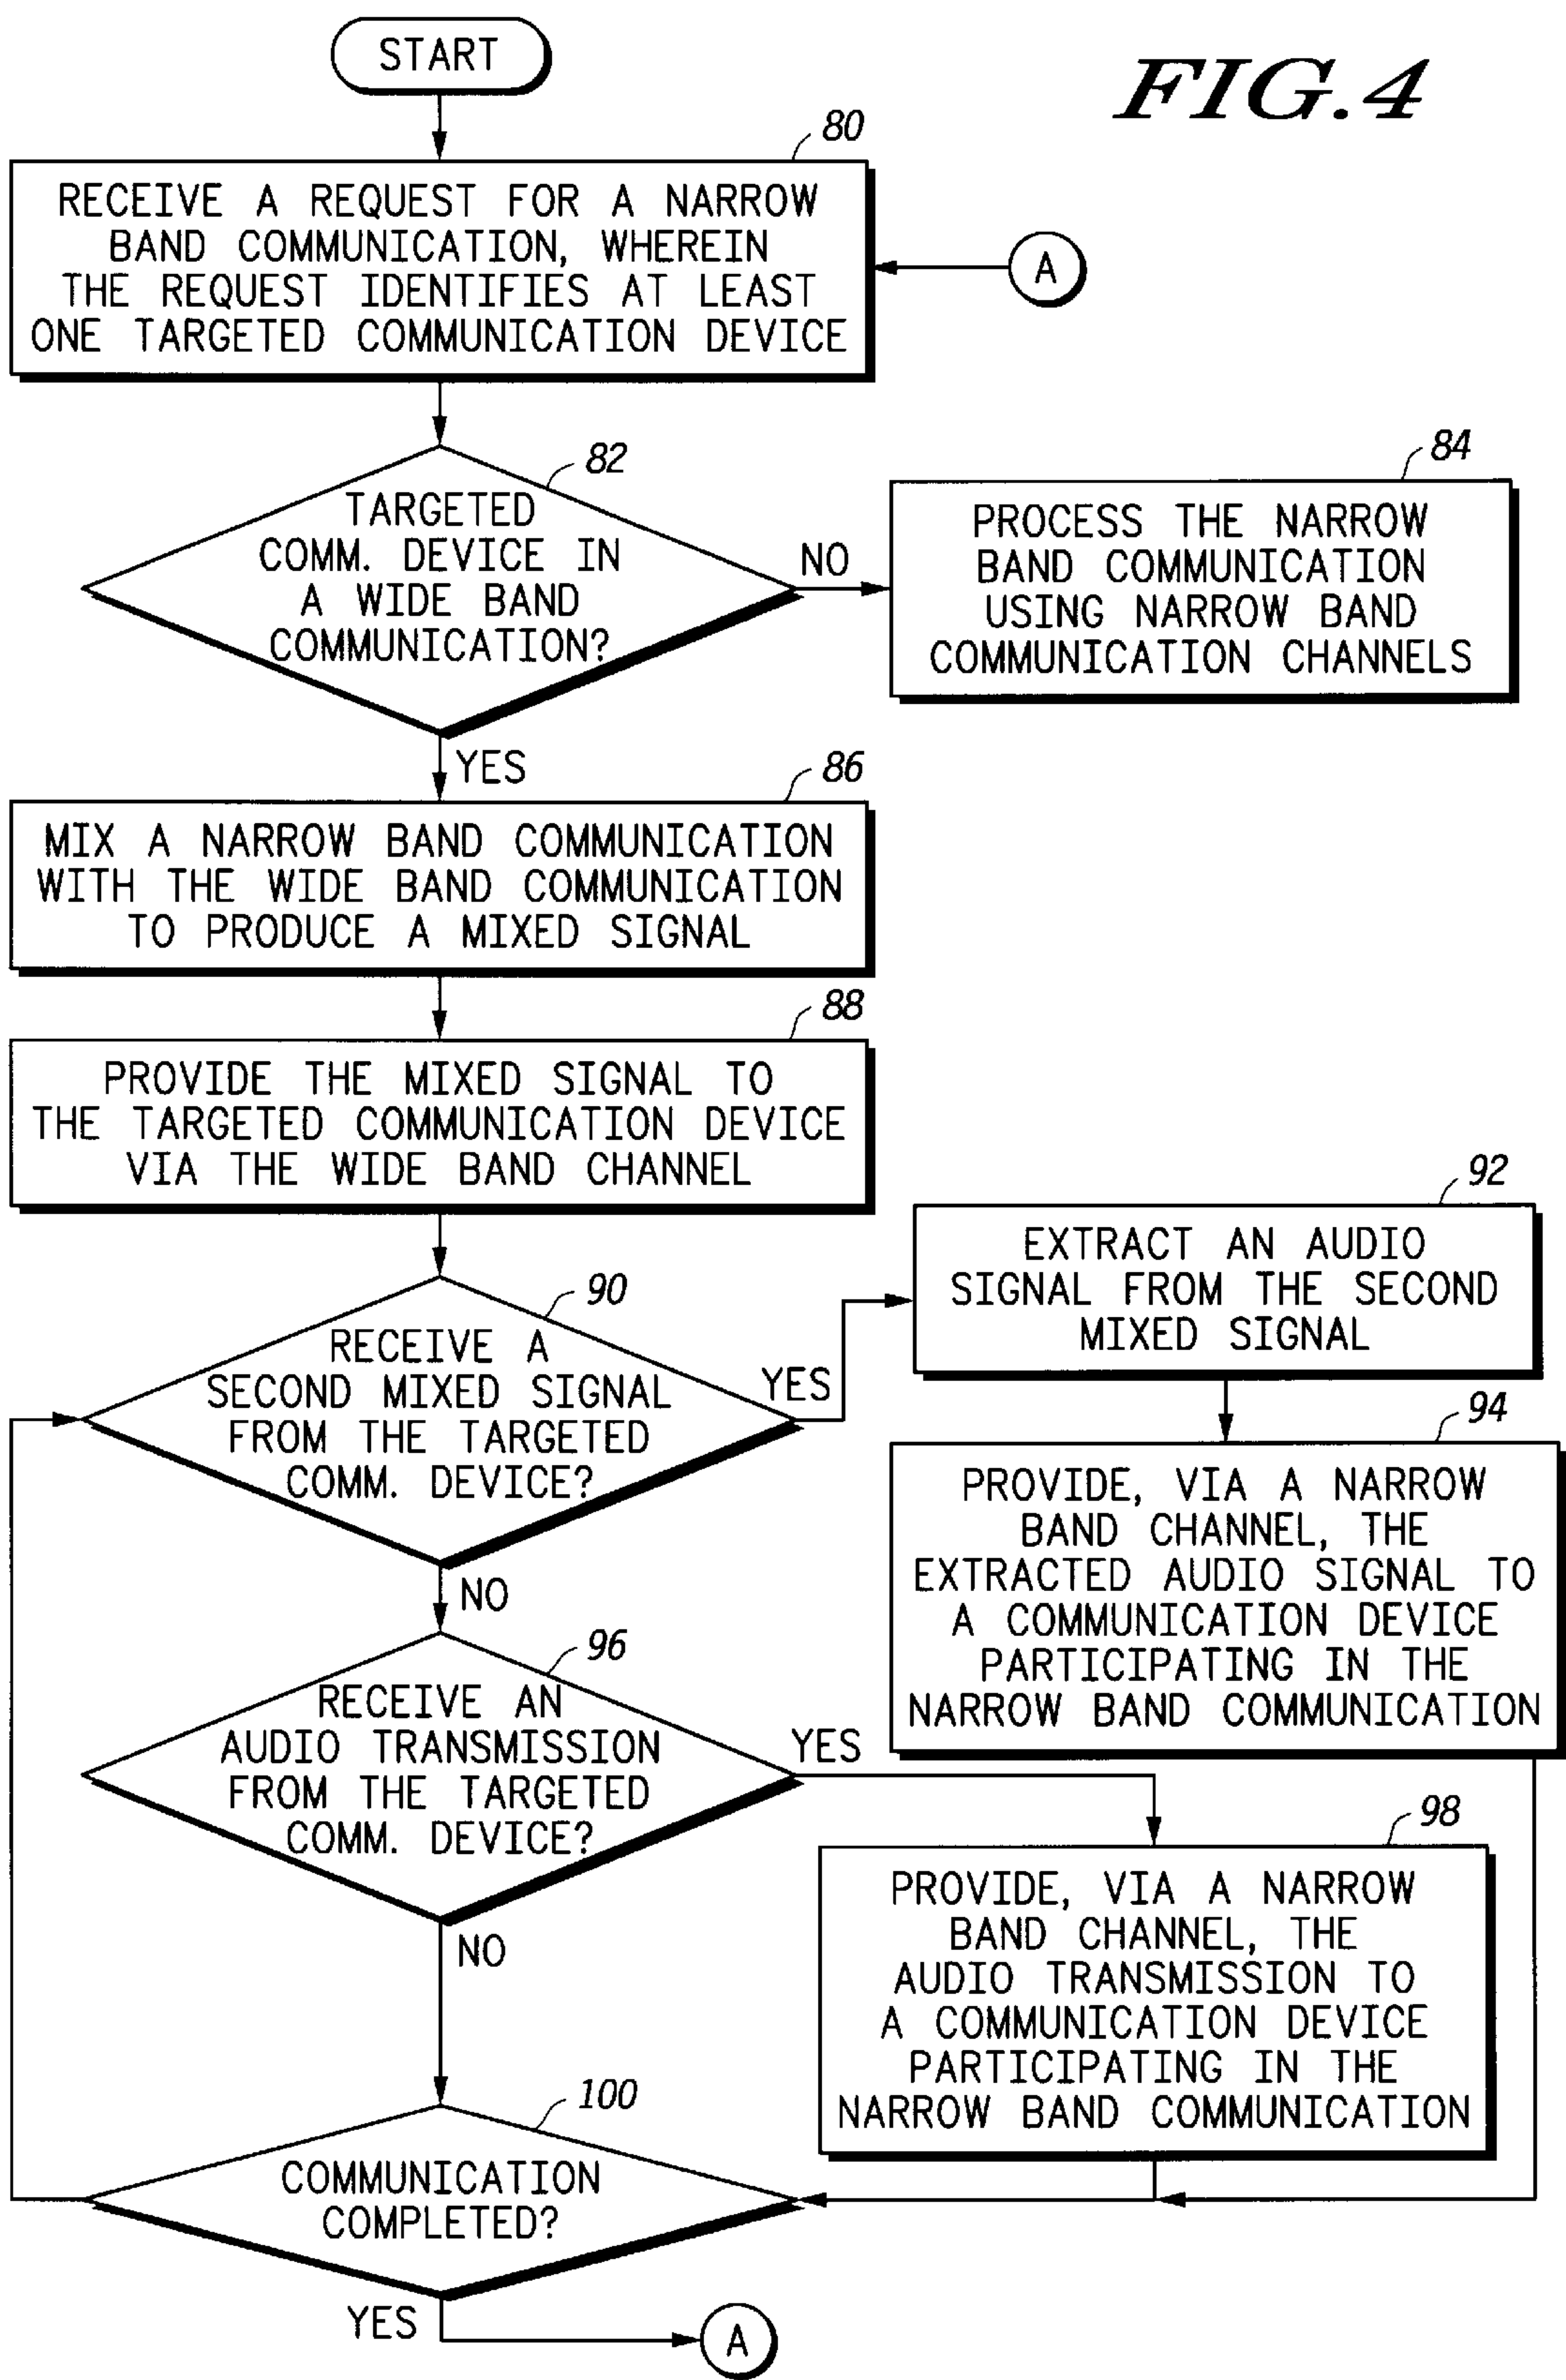 START
FIG.4
80
RECEIVE A REQUEST FOR A NARROW
BAND COMMUNICATION, WHEREIN
THE REQUEST IDENTIFIES AT LEAST
ONE TARGETED COMMUNICATION DEVICE
A
82
TARGETED
COMM. DEVICE IN
A WIDE BAND
COMMUNICATION?
NO
84
PROCESS THE NARROW
BAND COMMUNICATION
USING NARROW BAND
COMMUNICATION CHANNELS
YES
86
MIX A NARROW BAND COMMUNICATION
WITH THE WIDE BAND COMMUNICATION
TO PRODUCE A MIXED SIGNAL
88
PROVIDE THE MIXED SIGNAL TO
THE TARGETED COMMUNICATION DEVICE
VIA THE WIDE BAND CHANNEL
90
RECEIVE A
SECOND MIXED SIGNAL
FROM THE TARGETED
COMM. DEVICE?
YES
92
EXTRACT AN AUDIO
SIGNAL FROM THE SECOND
MIXED SIGNAL
94
PROVIDE, VIA A NARROW
BAND CHANNEL, THE
EXTRACTED AUDIO SIGNAL TO
A COMMUNICATION DEVICE
PARTICIPATING IN THE
NARROW BAND COMMUNICATION
NO
96
RECEIVE AN
AUDIO TRANSMISSION
FROM THE TARGETED
COMM. DEVICE?
YES
98
PROVIDE, VIA A NARROW
BAND CHANNEL, THE
AUDIO TRANSMISSION TO
A COMMUNICATION DEVICE
PARTICIPATING IN THE
NARROW BAND COMMUNICATION
NO
100
COMMUNICATION
COMPLETED?
YES
A